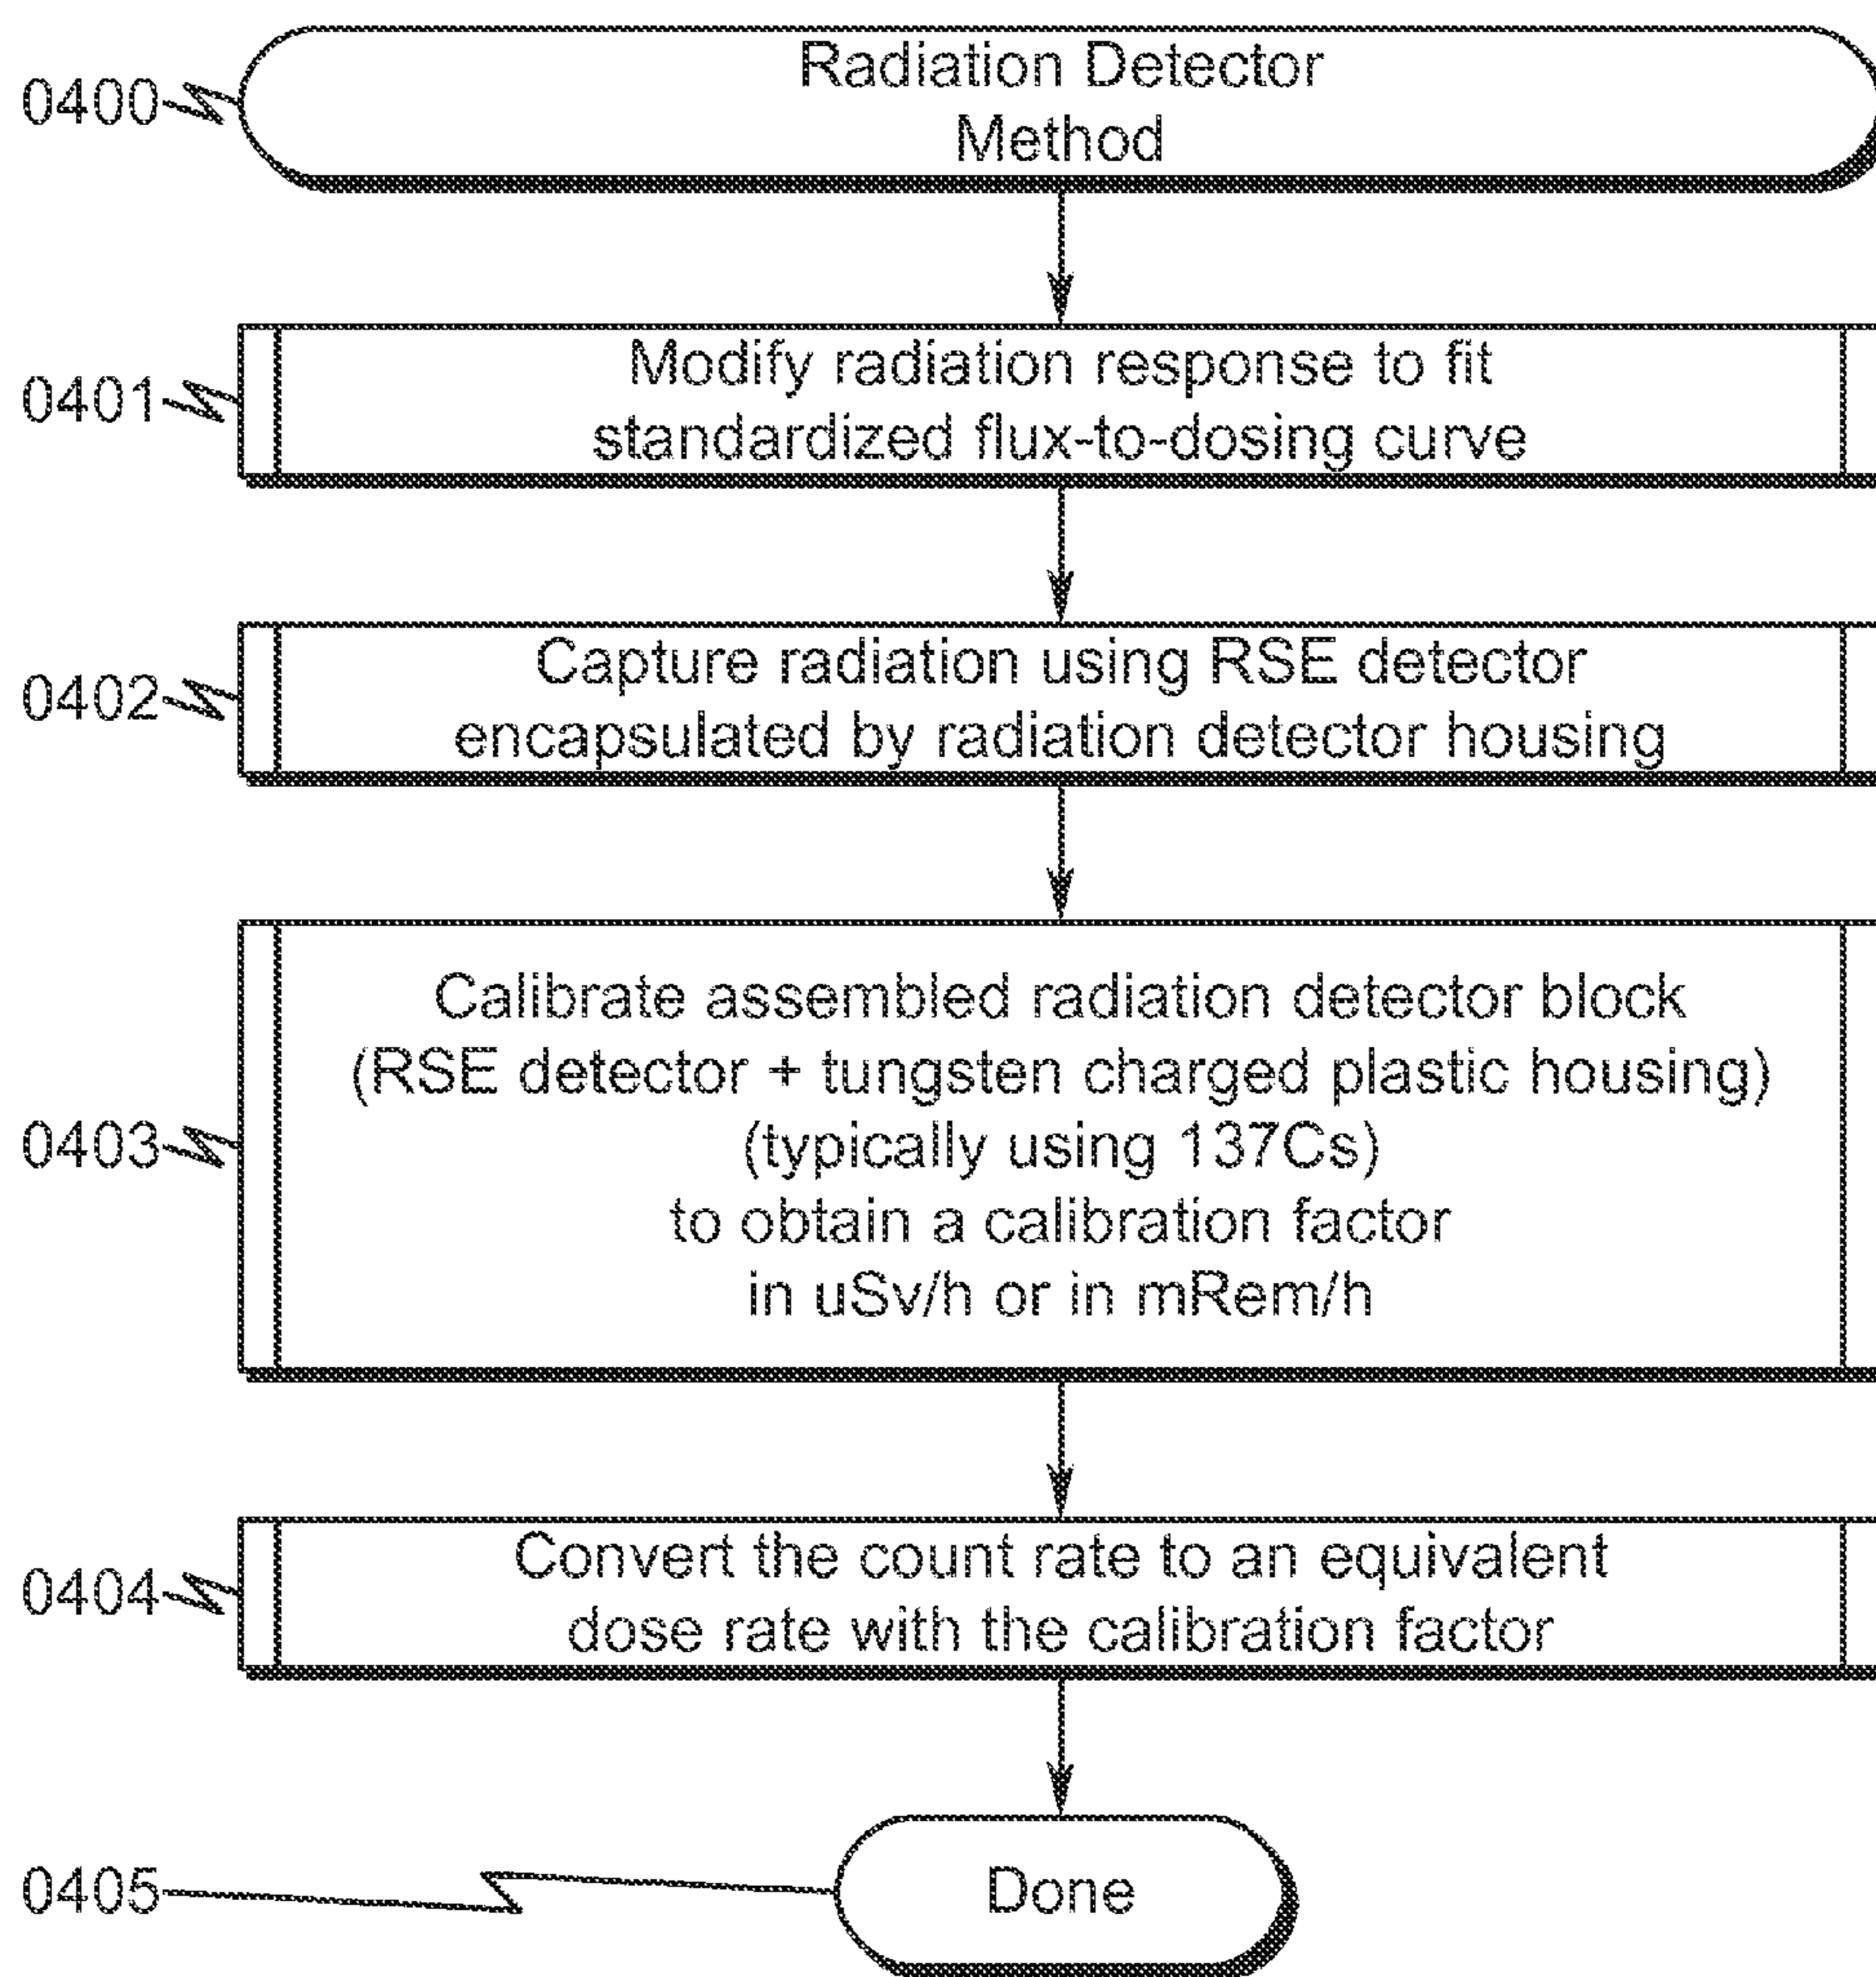 0400
Radiation Detector
Method
0401
Modify radiation response to fit
standardized flux-to-dosing curve
0402
Capture radiation using RSE detector
encapsulated by radiation detector housing
0403
Calibrate assembled radiation detector block
(RSE detector + tungsten charged plastic housing)
(typically using 137Cs)
to obtain a calibration factor
in uSv/h or in mRem/h
0404
Convert the count rate to an equivalent
dose rate with the calibration factor
0405
Done